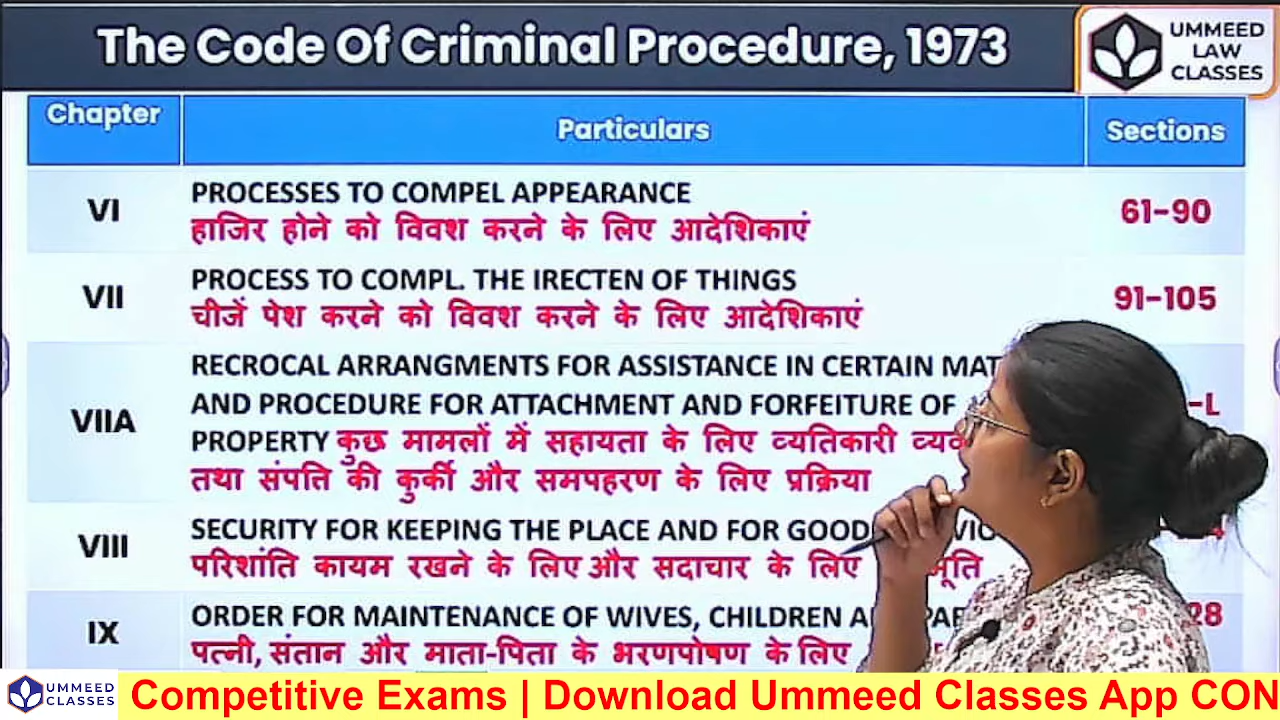 The Code Of Criminal Procedure, 1973
UMMEED
LAW
CLASSES
Chapter Particulars Sections
VI PROCESSES TO COMPEL APPEARANCE 61-90
हाजिर होने को विवश करने के लिए आदेशिकाएं
VII PROCESS TO COMPL. THE IRECTEN OF THINGS 91-105
चीजें पेश करने को विवश करने के लिए आदेशिकाएं
RECROCAL ARRANGMENTS FOR ASSISTANCE IN CERTAIN
VIIA AND PROCEDURE FOR ATTACHMENT AND FORFEITURE OF -L
PROPERTY कुछ मामलों में सहायता के लिए व्यतिकारी
तथा संपत्ति की कुर्की और समपहरण के लिए प्रक्रिया
VIII SECURITY FOR KEEPING THE PLACE AND FOR GOOD
परिशांति कायम रखने के लिए और सदाचार के लिए
IX ORDER FOR MAINTENANCE OF WIVES, CHILDREN 28
पत्नी, संतान और माता-पिता के भरणपोषण के लिए
UMMEED
CLASSES
Competitive Exams | Download Ummeed Classes App CON